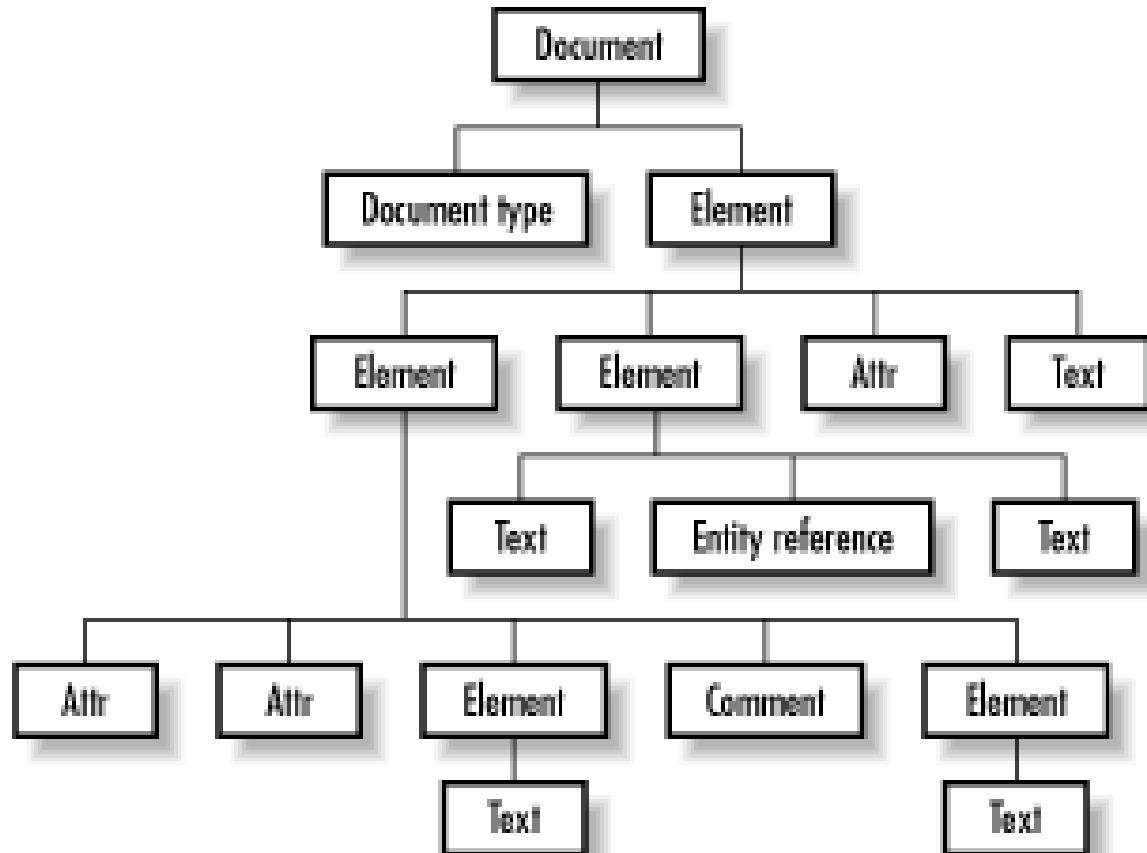 Document
Document type
Element
Element
Element
Attr
Text
Text
Entity reference
Text
Attr
Attr
Element
Comment
Element
Text
Text